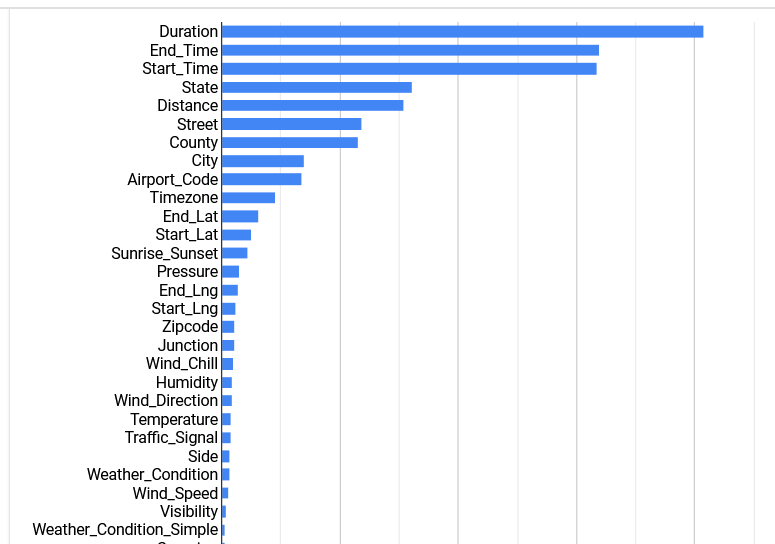 Duration
End_Time
Start_Time
State
Distance
Street
County
City
Airport_Code
Timezone
End_Lat
Start_Lat
Sunrise_Sunset
Pressure
End_Lng
Start_Lng
Zipcode
Junction
Wind_Chill
Humidity
Wind_Direction
Temperature
Traffic_Signal
Side
Weather_Condition
Wind_Speed
Visibility
Weather_Condition_Simple